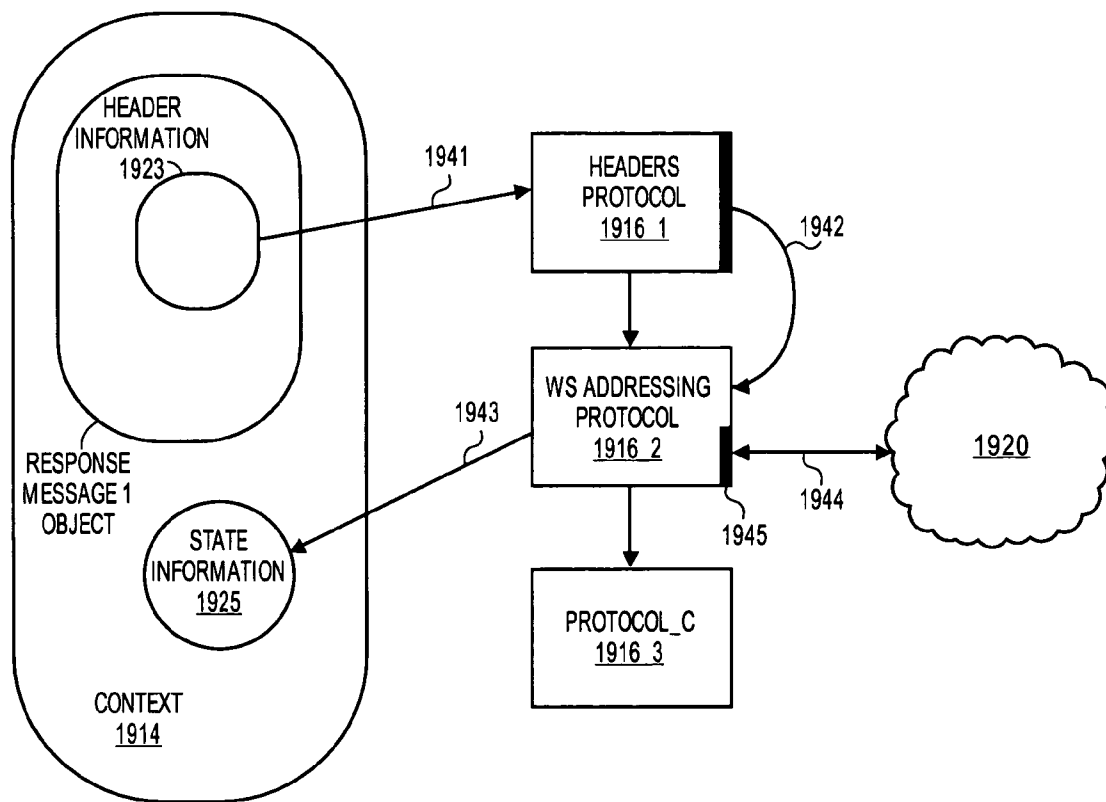 HEADER
INFORMATION
1923
1941
HEADERS
PROTOCOL
1916_1
1942
WS ADDRESSING
PROTOCOL
1916_2
1943
1944
1945
1920
RESPONSE
MESSAGE 1
OBJECT
STATE
INFORMATION
1925
PROTOCOL_C
1916_3
CONTEXT
1914